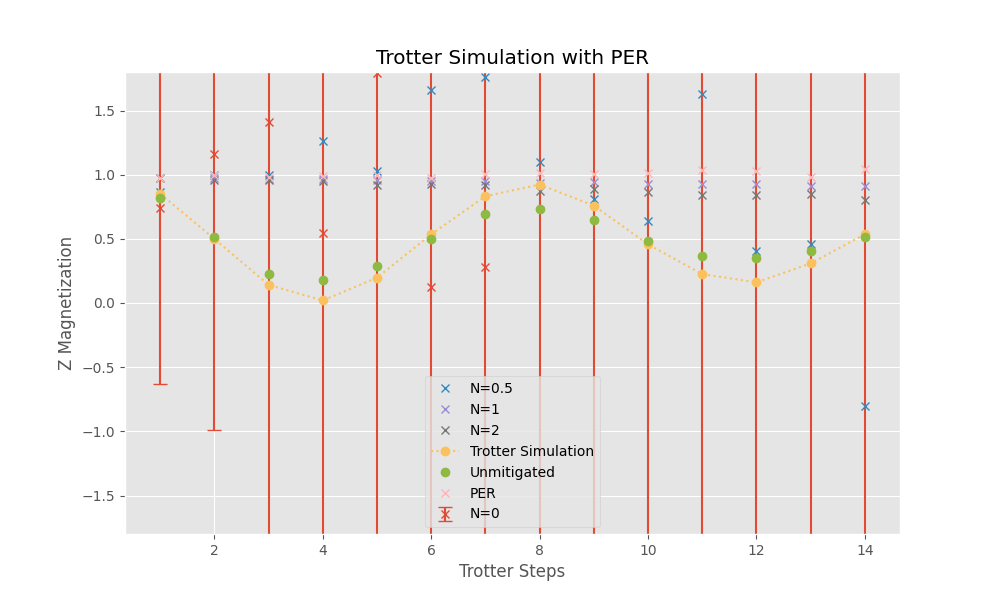 Trotter Simulation with PER
Z Magnetization
1.5
1.0
0.5
0.0
−0.5
−1.0
−1.5
N=0.5
N=1
N=2
Trotter Simulation
Unmitigated
PER
N=0
2 4 6 8 10 12 14
Trotter Steps